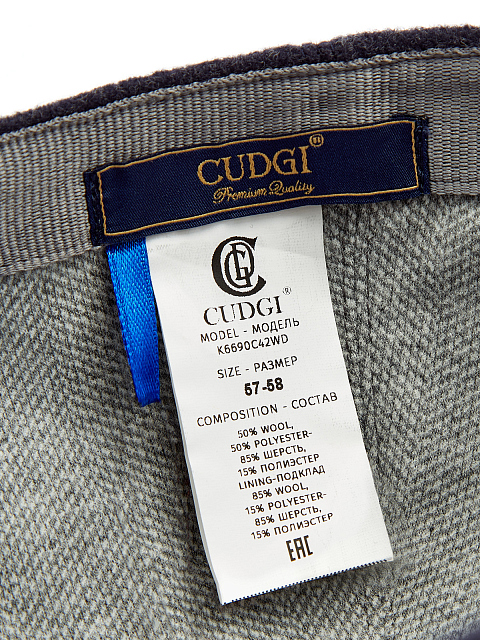 CUDGI®
Premium Quality
CUDGI®
MODEL - МОДЕЛЬ
K6690C42WD
SIZE - РАЗМЕР
57-58
COMPOSITION - СОСТАВ
50% WOOL,
50% POLYESTER-
85% ШЕРСТЬ,
15% ПОЛИЭСТЕР
LINING-ПОДКЛАД
85% WOOL,
15% POLYESTER-
85% ШЕРСТЬ,
15% ПОЛИЭСТЕР
EAC